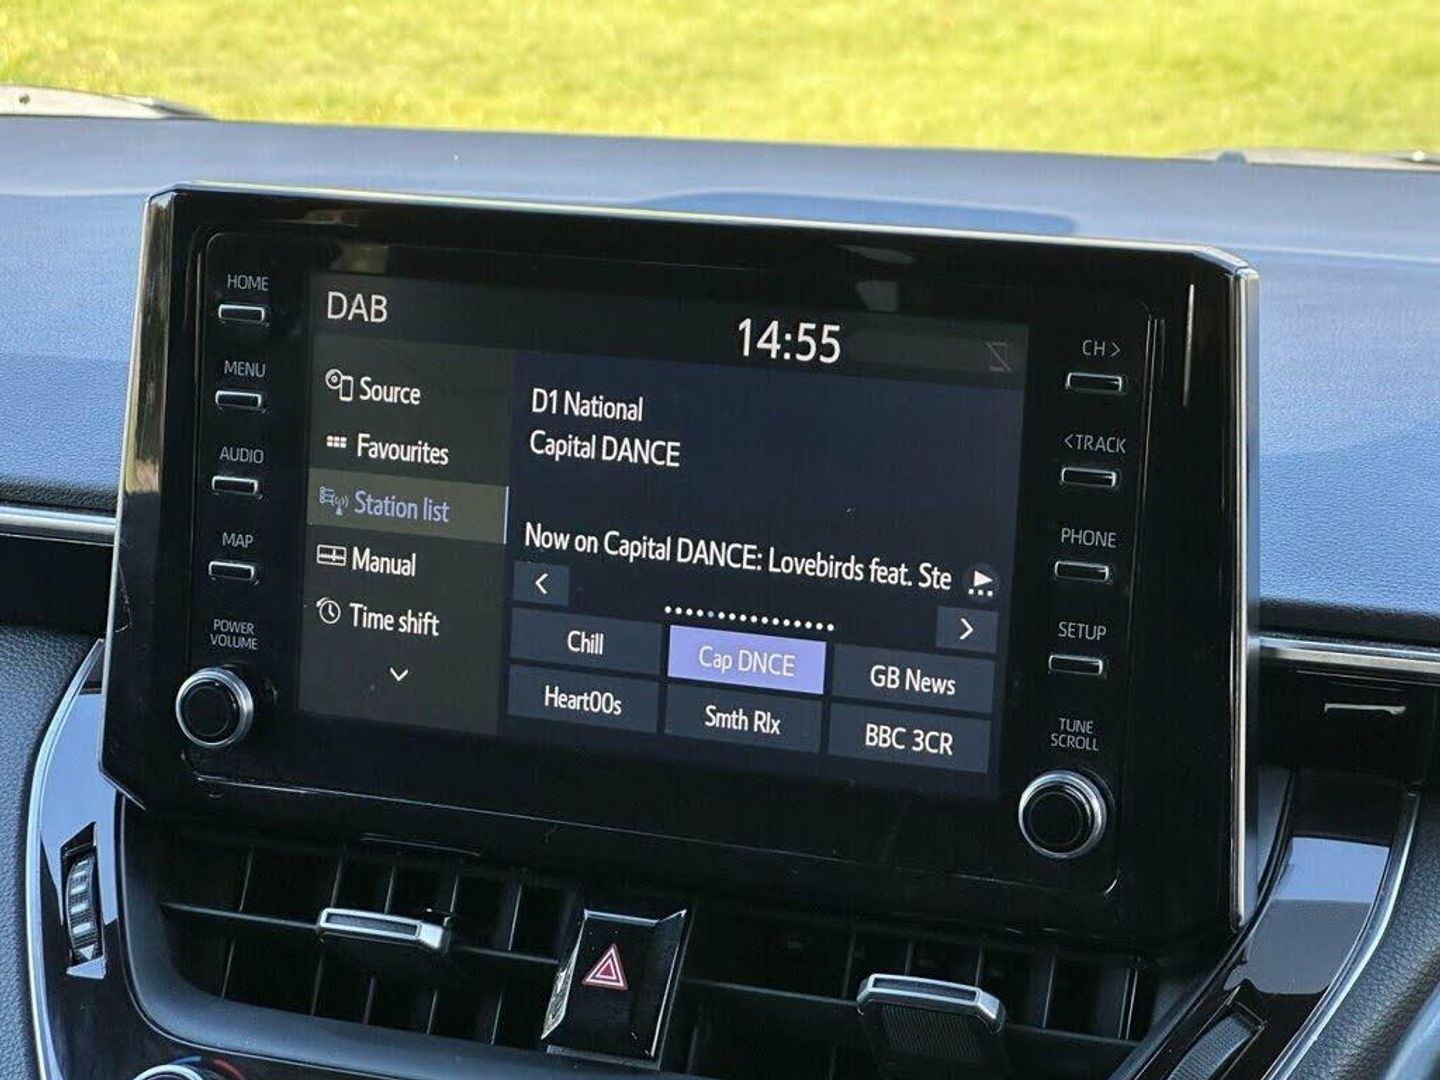 HOME
MENU
AUDIO
MAP
POWER
VOLUME
DAB
14:55
Source
Favourites
Station list
Manual
Time shift
D1 National
Capital DANCE
Now on Capital DANCE: Lovebirds feat. Ste
Chill
Cap DNCE
GB News
Heart00s
Smth Rlx
BBC 3CR
CH >
< TRACK
PHONE
SETUP
TUNE
SCROLL